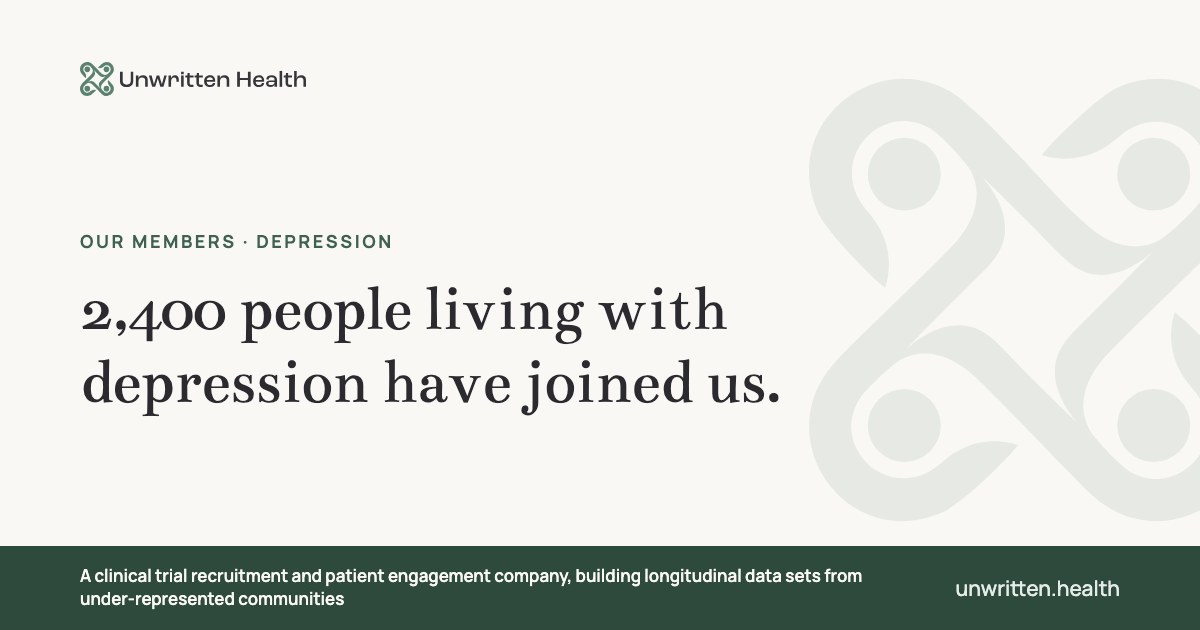 Unwritten Health
OUR MEMBERS · DEPRESSION
2,400 people living with
depression have joined us.
A clinical trial recruitment and patient engagement company, building longitudinal data sets from
under-represented communities
unwritten.health